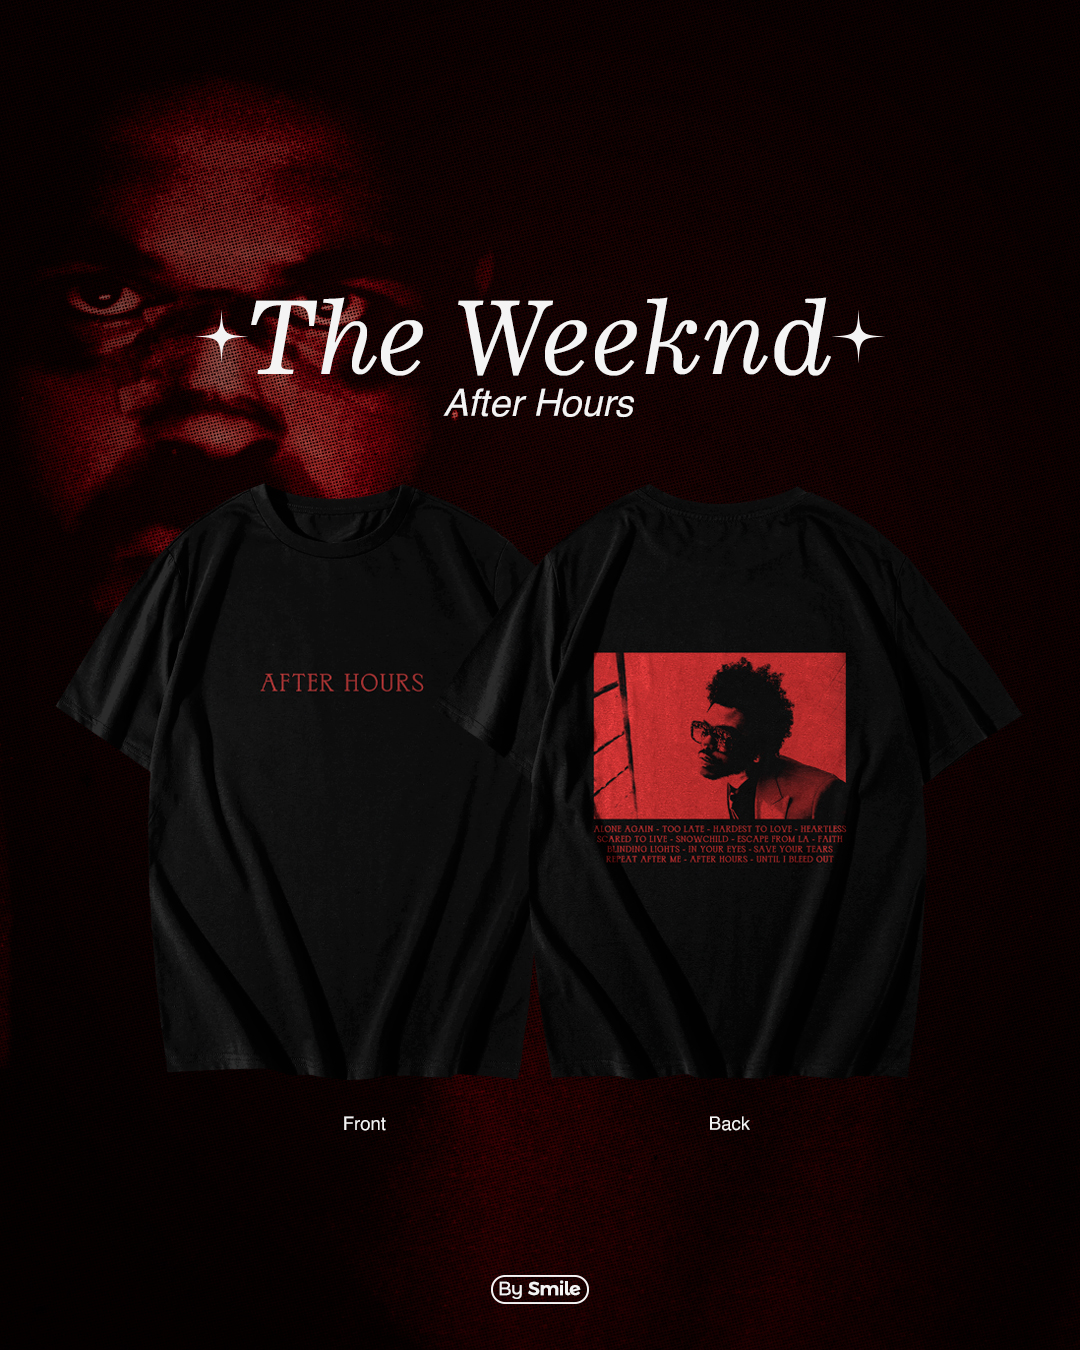 The Weeknd
After Hours
AFTER HOURS
ALONE AGAIN - TOO LATE - HARDEST TO LOVE - HEARTLESS
SCARED TO LIVE - SNOWCHILD - ESCAPE FROM LA - FAITH
BLINDING LIGHTS - IN YOUR EYES - SAVE YOUR TEARS
REPEAT AFTER ME - AFTER HOURS - UNTIL I BLEED OUT
Front
Back
By Smile